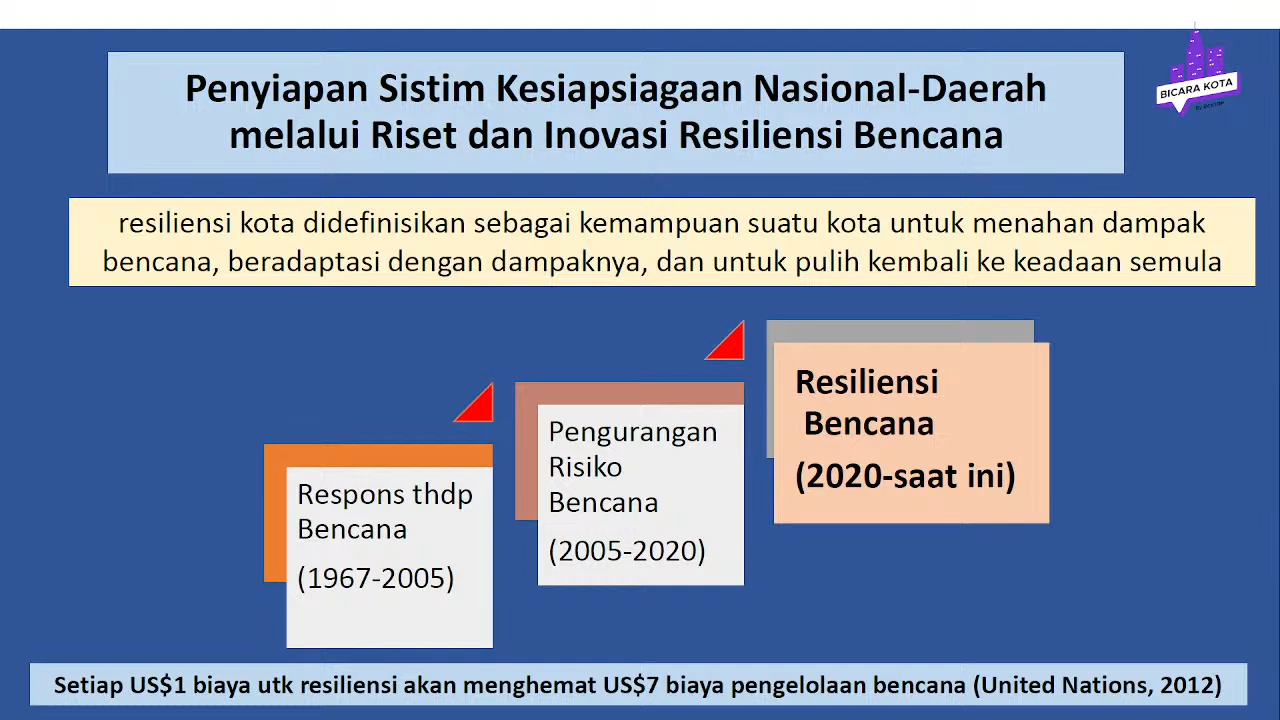 Penyiapan Sistim Kesiapsiagaan Nasional-Daerah
melalui Riset dan Inovasi Resiliensi Bencana
BICARA KOTA
resiliensi kota didefinisikan sebagai kemampuan suatu kota untuk menahan dampak
bencana, beradaptasi dengan dampaknya, dan untuk pulih kembali ke keadaan semula
Respons thdp
Bencana
(1967-2005)
Pengurangan
Risiko
Bencana
(2005-2020)
Resiliensi
Bencana
(2020-saat ini)
Setiap US$1 biaya utk resiliensi akan menghemat US$7 biaya pengelolaan bencana (United Nations, 2012)